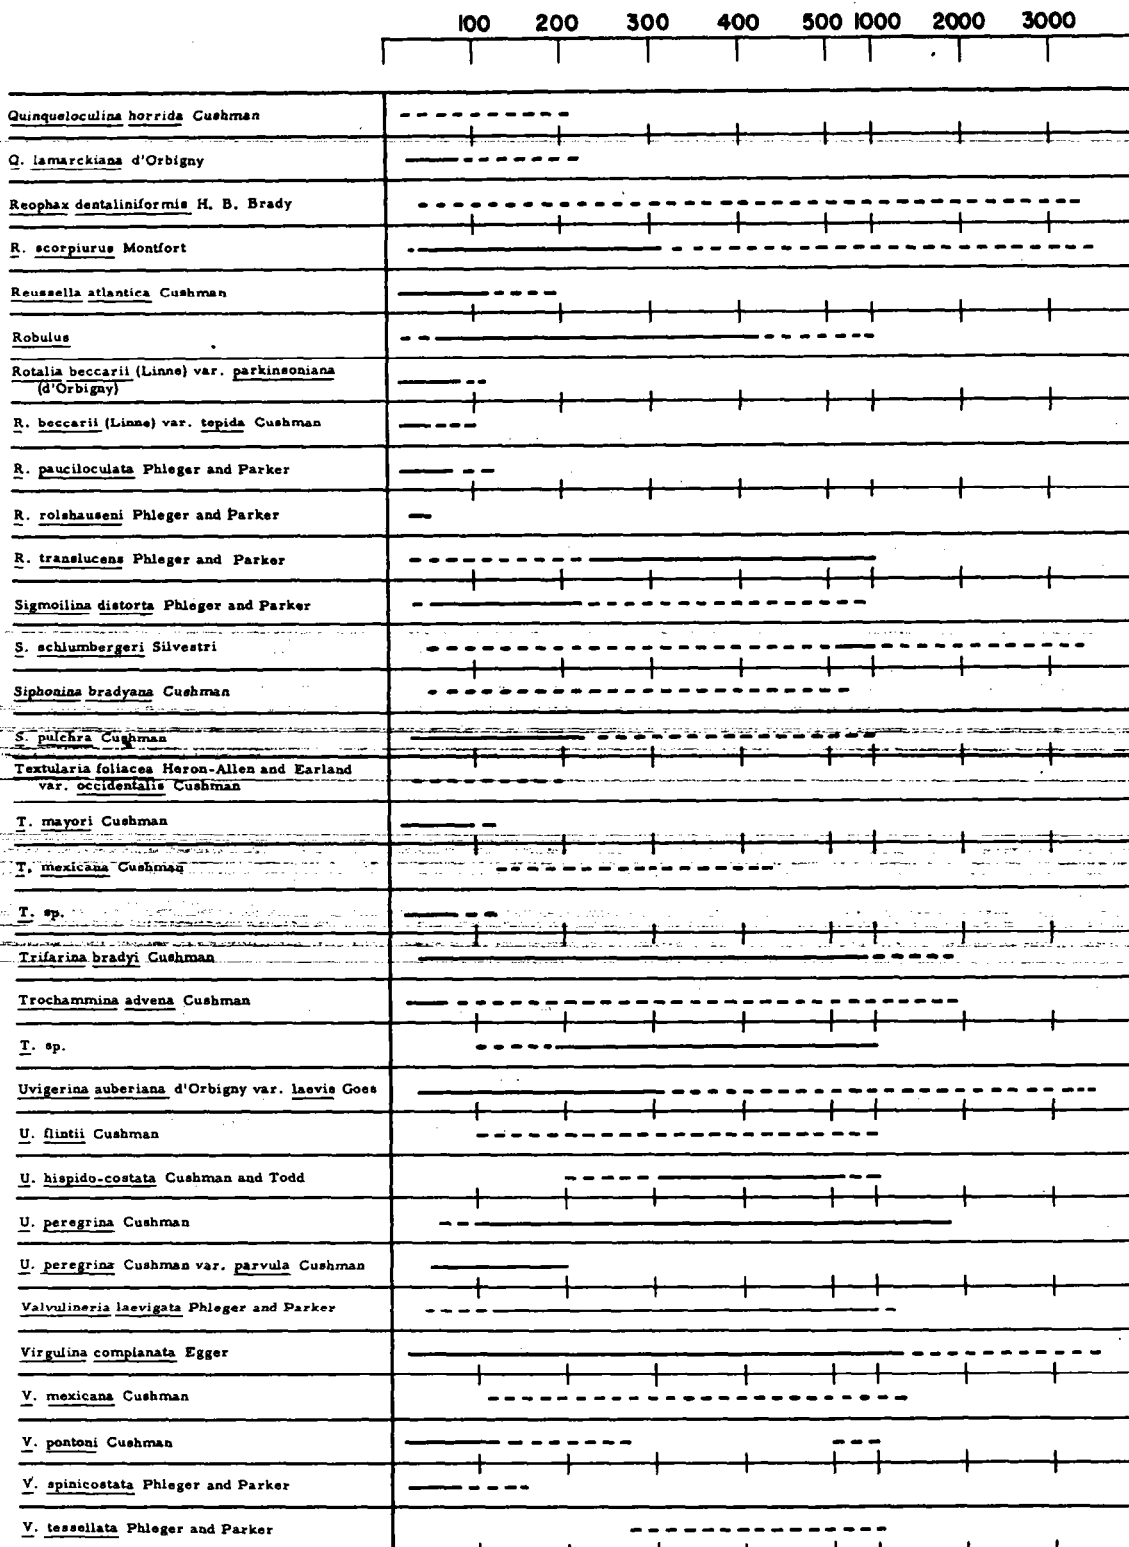 100 200 300 400 500 1000 2000 3000
Quinqueloculina horrida Cushman
Q. lamarckiana d'Orbigny
Reophax dentaliniformis H. B. Brady
R. scorpiurus Montfort
Reussella atlantica Cushman
Robulus
Rotalia beccarii (Linne) var. parkinsoniana
(d'Orbigny)
R. beccarii (Linne) var. tepida Cushman
R. pauciloculata Phleger and Parker
R. rolshauseni Phleger and Parker
R. translucens Phleger and Parker
Sigmoilina distorta Phleger and Parker
S. schlumbergeri Silvestri
Siphonina bradyana Cushman
S. pulchra Cushman
Textularia foliacea Heron-Allen and Earland
var. occidentalis Cushman
T. mayori Cushman
T. mexicana Cushman
T. sp.
Trifarina bradyi Cushman
Trochammina advena Cushman
T. sp.
Uvigerina auberiana d'Orbigny var. laevis Goes
U. flintii Cushman
U. hispido-costata Cushman and Todd
U. peregrina Cushman
U. peregrina Cushman var. parvula Cushman
Valvulineria laevigata Phleger and Parker
Virgulina complanata Egger
V. mexicana Cushman
V. pontoni Cushman
V. spinicostata Phleger and Parker
V. tessellata Phleger and Parker